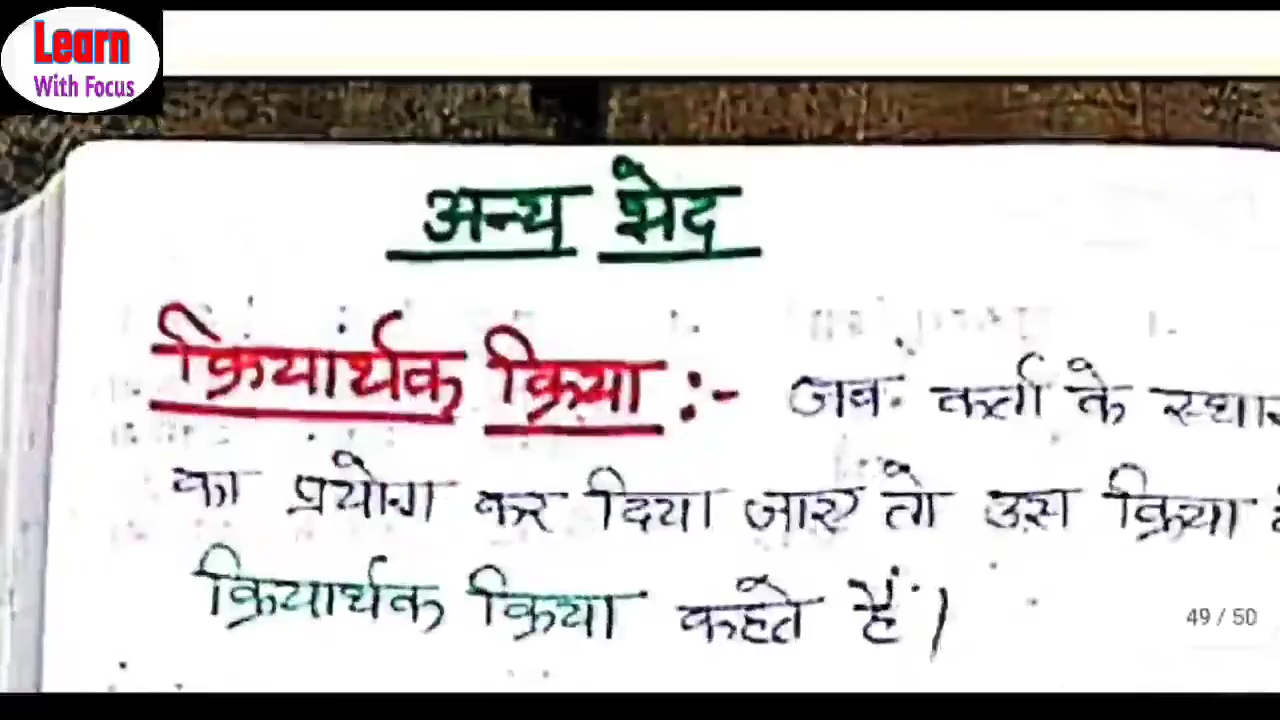 Learn
With Focus
अन्य भेद
क्रियार्थक क्रिया :- जब कर्ता के
का प्रयोग कर दिया जाए तो उस क्रिया
क्रियार्थक क्रिया कहते हैं।
49 / 50